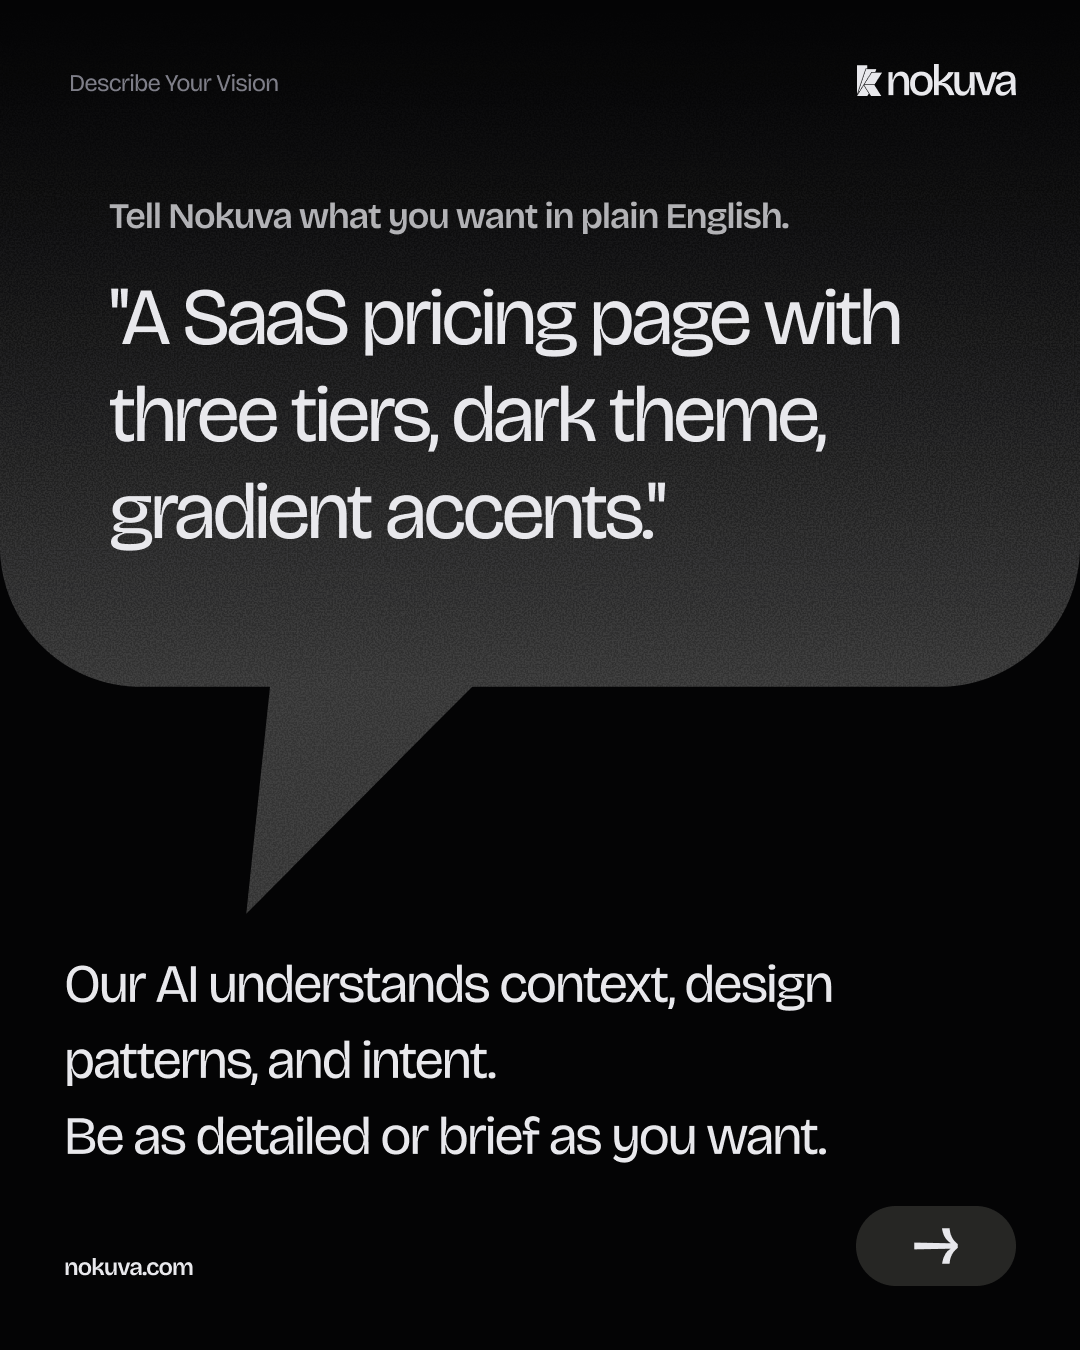 Describe Your Vision
nokuva
Tell Nokuva what you want in plain English.
"A SaaS pricing page with
three tiers, dark theme,
gradient accents."
Our AI understands context, design
patterns, and intent.
Be as detailed or brief as you want.
nokuva.com